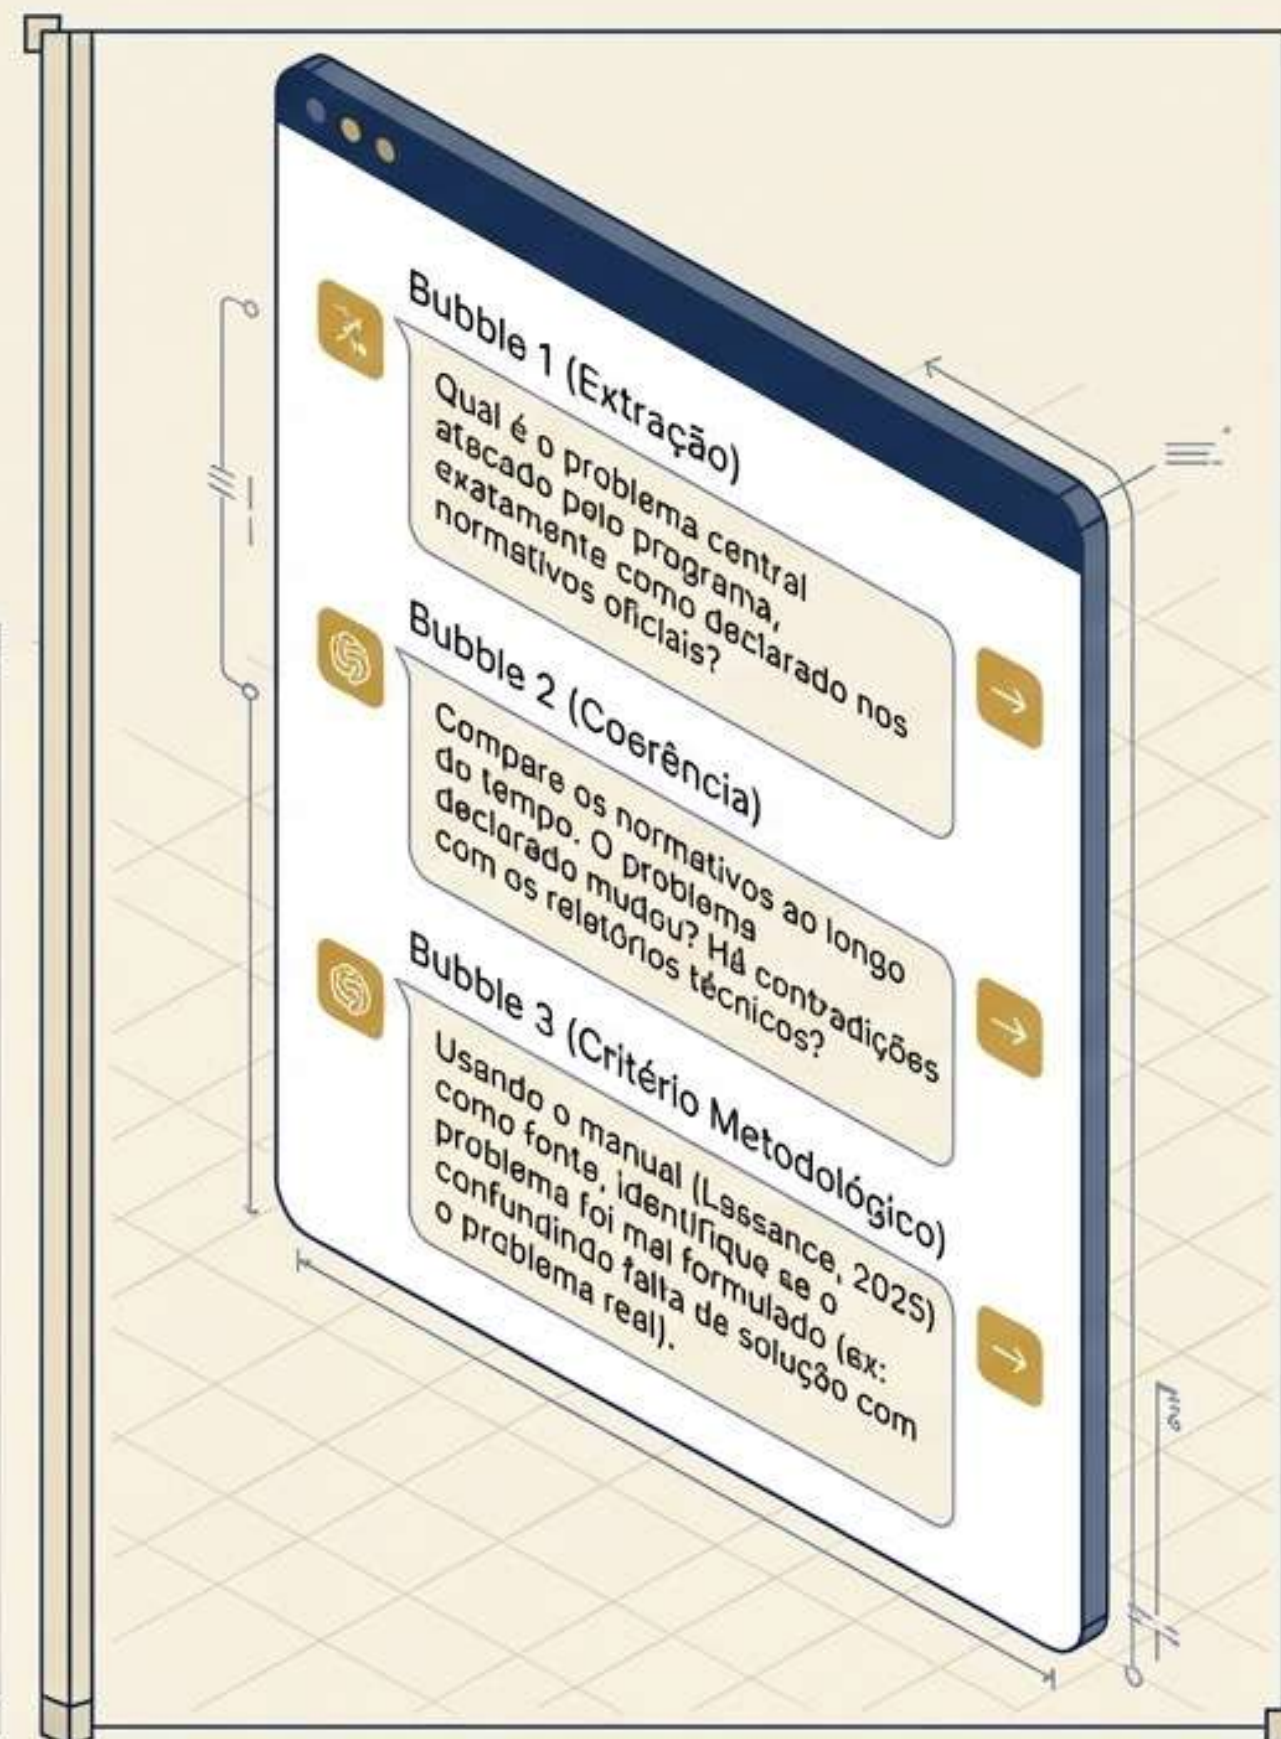 Bubble 1 (Extração)
Qual é o problema central
atacado pelo programa,
exatamente como declarado nos
normativos oficiais?
Bubble 2 (Coerência)
Compare os normativos ao longo
do tempo. O problema
declarado mudou? Há contradições
com os relatórios técnicos?
Bubble 3 (Critério Metodológico)
Usando o manual (Lassance, 2025)
como fonte, identifique se o
problema foi mal formulado (ex:
confundindo falta de solução com
o problema real).